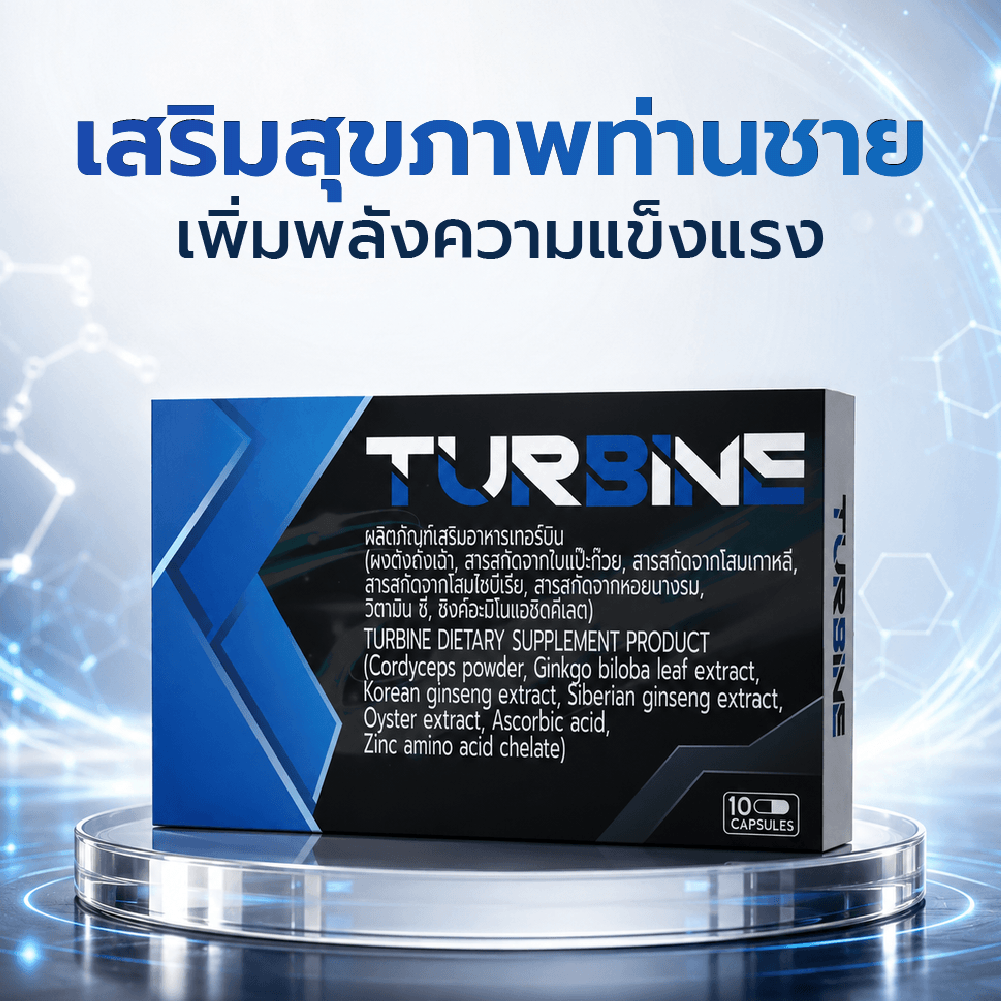 เสริมสุขภาพท่านชาย
เพิ่มพลังความแข็งแรง
TURBINE
ผลิตภัณฑ์เสริมอาหารเทอร์บิน
(ผงตังถั่งเฉ้า, สารสกัดจากใบแป๊ะก๊วย, สารสกัดจากโสมเกาหลี,
สารสกัดจากโสมไซบีเรีย, สารสกัดจากหอยนางรม,
วิตามิน ซี, ซิงค์อะมิโนแอซิดคีเลต)
TURBINE DIETARY SUPPLEMENT PRODUCT
(Cordyceps powder, Ginkgo biloba leaf extract,
Korean ginseng extract, Siberian ginseng extract,
Oyster extract, Ascorbic acid,
Zinc amino acid chelate)
10
CAPSULES
TURBINE